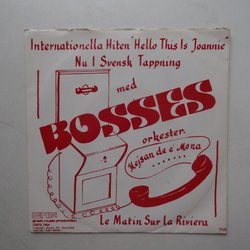 Internationella Hiten "Hello This Is Joannie"
Nu I Svensk Tappning
med
BOSSES
orkester.
Hejsan de e' Mona
Le Matin Sur La Riviera